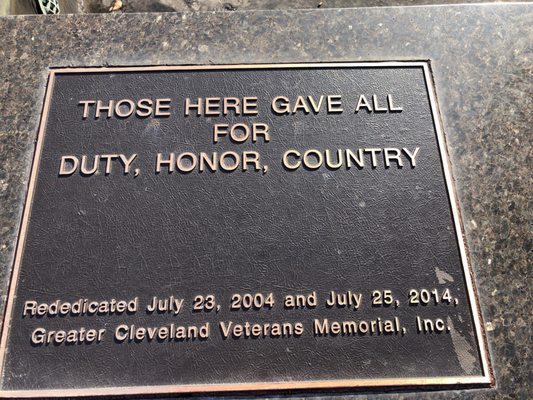 THOSE HERE GAVE ALL
FOR
DUTY, HONOR, COUNTRY
Rededicated July 23, 2004 and July 25, 2014,
Greater Cleveland Veterans Memorial, Inc.